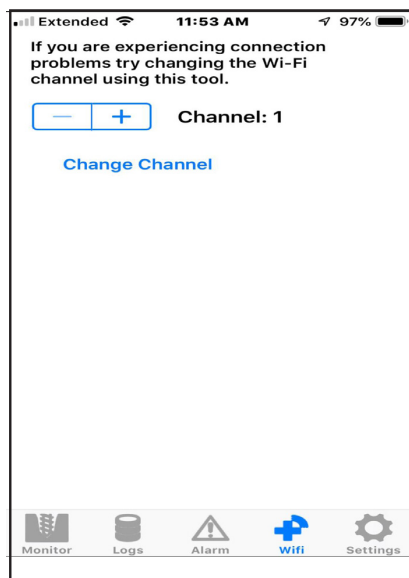 Extended 11:53 AM 97%
If you are experiencing connection
problems try changing the Wi-Fi
channel using this tool.
— + Channel: 1
Change Channel
Monitor Logs Alarm Wifi Settings